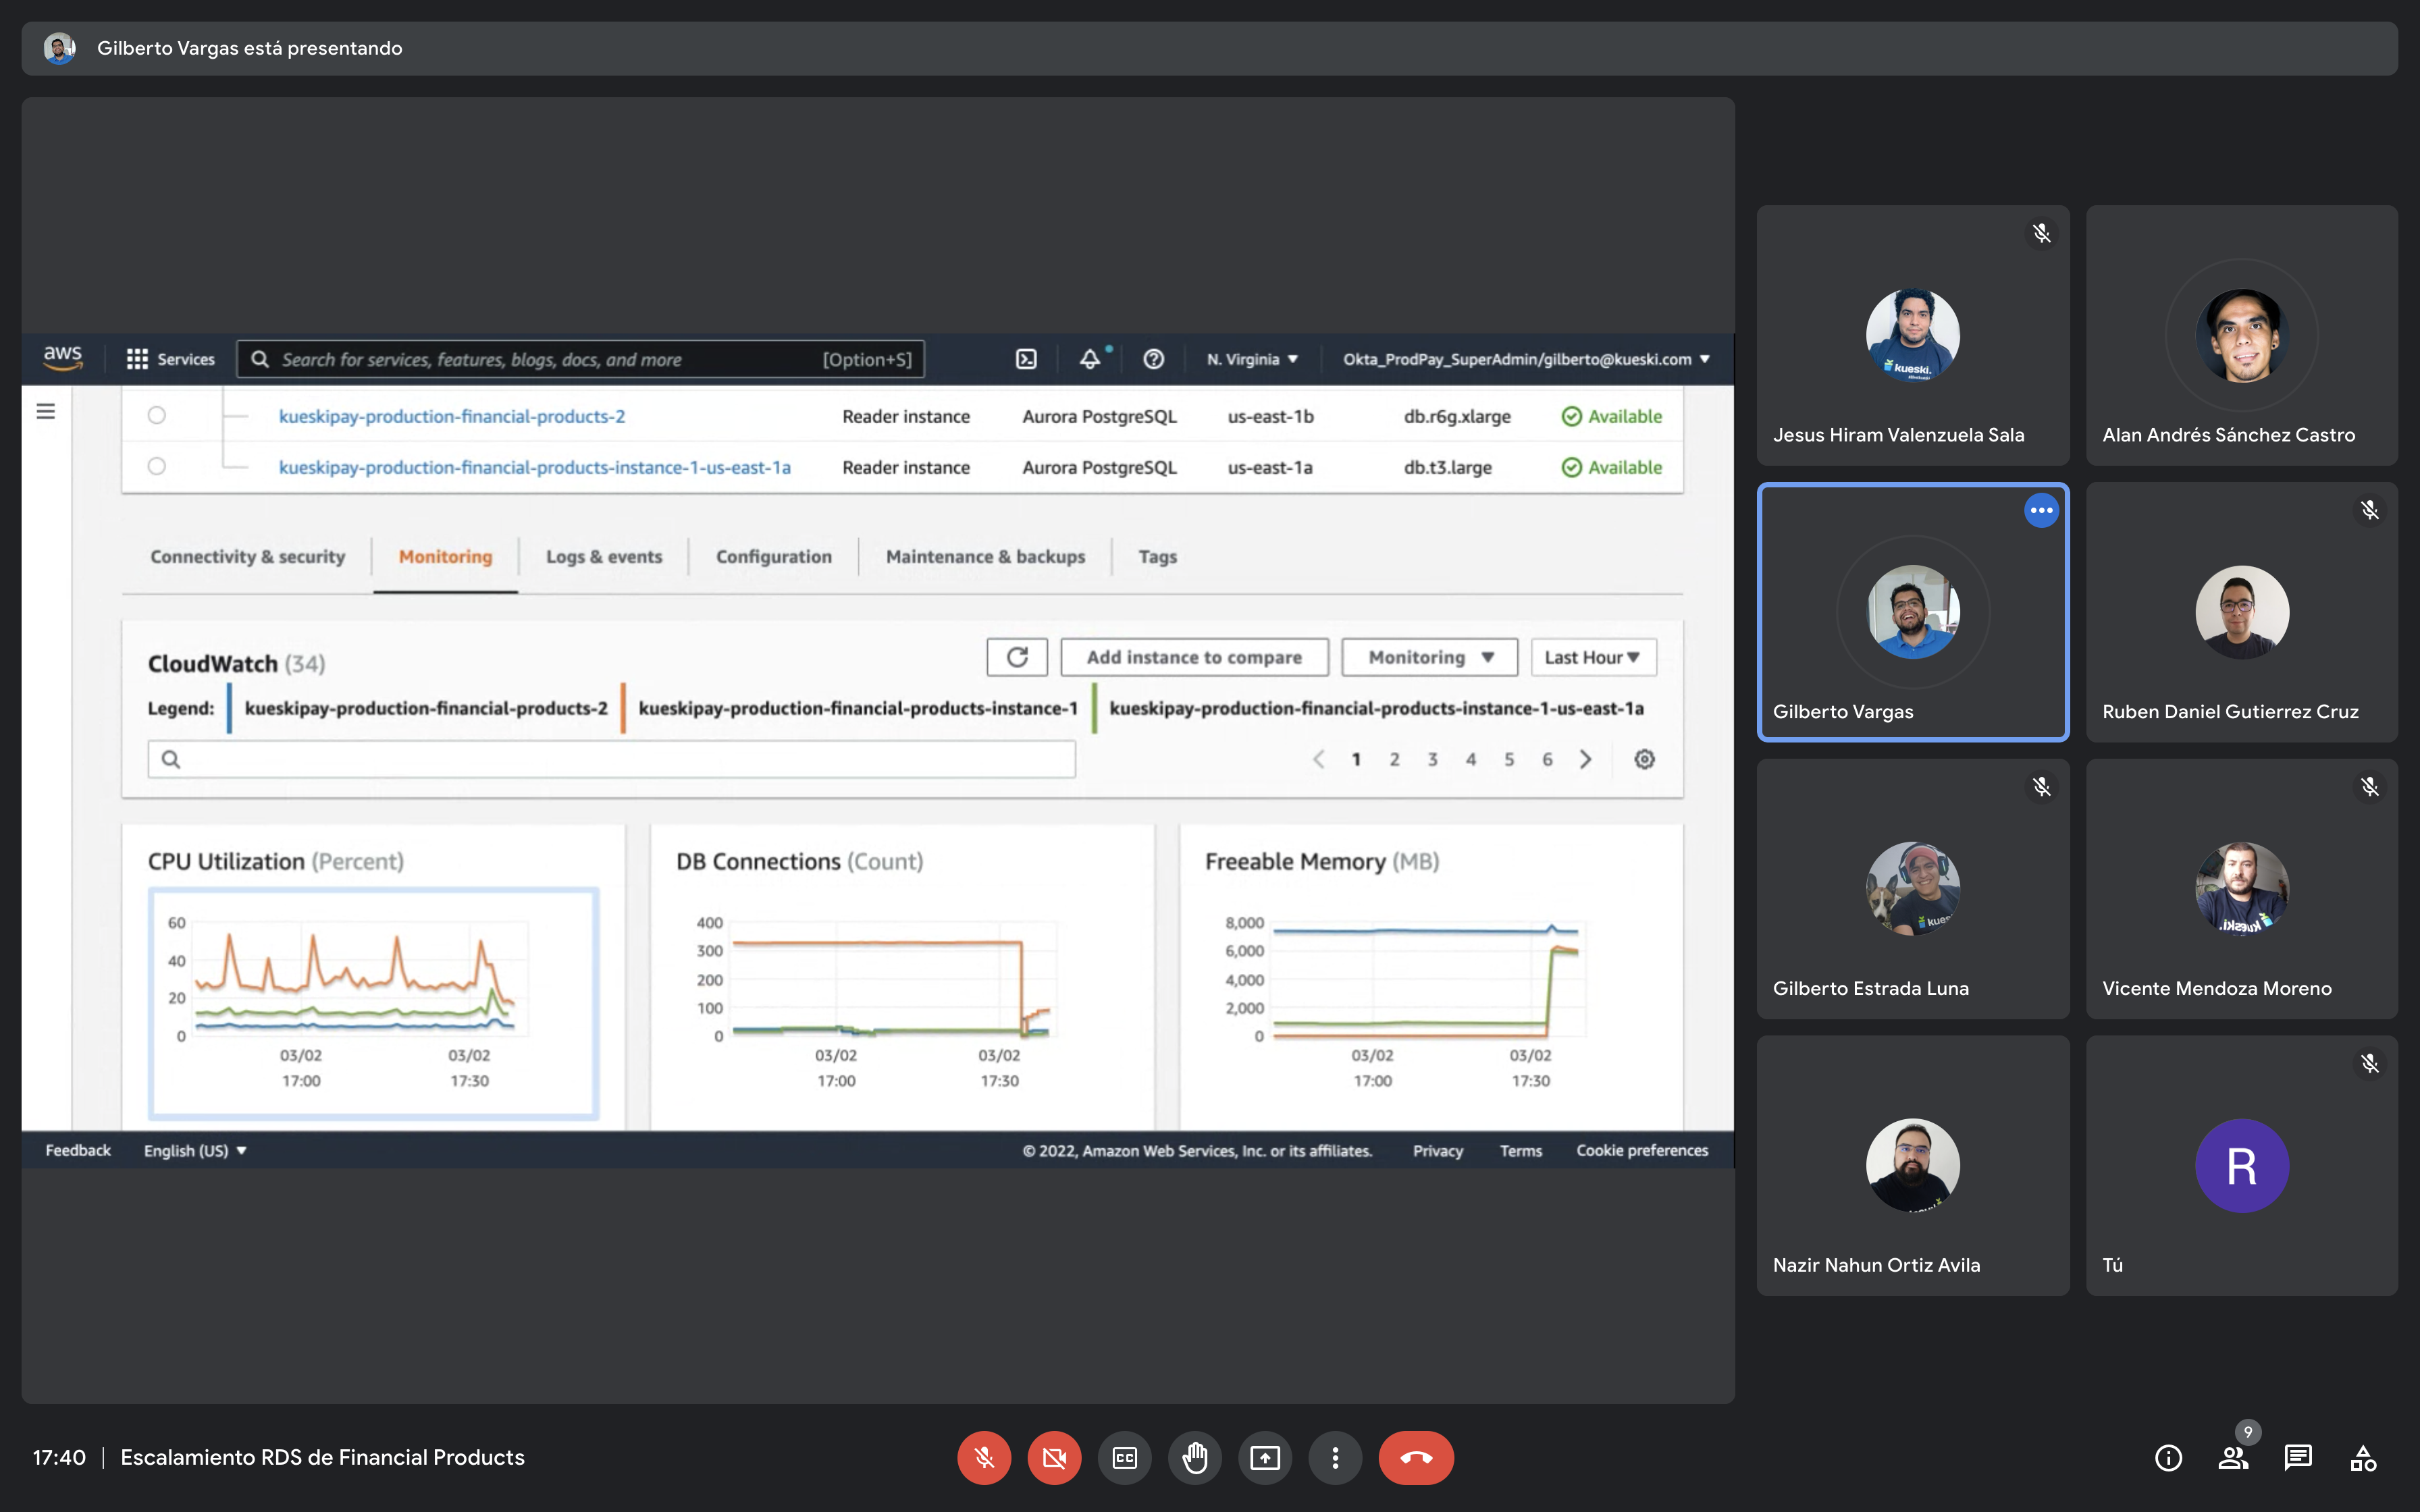 Gilberto Vargas está presentando
aws
Services
Search for services, features, blogs, docs, and more
[Option+S]
N. Virginia
Okta_ProdPay_SuperAdmin/gilberto@kueski.com
kueskipay-production-financial-products-2 Reader instance Aurora PostgreSQL us-east-1b db.r6g.xlarge Available
kueskipay-production-financial-products-instance-1-us-east-1a Reader instance Aurora PostgreSQL us-east-1a db.t3.large Available
Connectivity & security Monitoring Logs & events Configuration Maintenance & backups Tags
CloudWatch (34)
Add instance to compare Monitoring Last Hour
Legend: kueskipay-production-financial-products-2 kueskipay-production-financial-products-instance-1 kueskipay-production-financial-products-instance-1-us-east-1a
1 2 3 4 5 6
CPU Utilization (Percent)
60
40
20
0
03/02 03/02
17:00 17:30
DB Connections (Count)
400
300
200
100
0
03/02 03/02
17:00 17:30
Freeable Memory (MB)
8,000
6,000
4,000
2,000
0
03/02 03/02
17:00 17:30
Feedback English (US) © 2022, Amazon Web Services, Inc. or its affiliates. Privacy Terms Cookie preferences
kueski.
Jesus Hiram Valenzuela Sala
Alan Andrés Sánchez Castro
Gilberto Vargas
Ruben Daniel Gutierrez Cruz
Gilberto Estrada Luna
Vicente Mendoza Moreno
Nazir Nahun Ortiz Avila
R
Tú
17:40 | Escalamiento RDS de Financial Products
CC
9